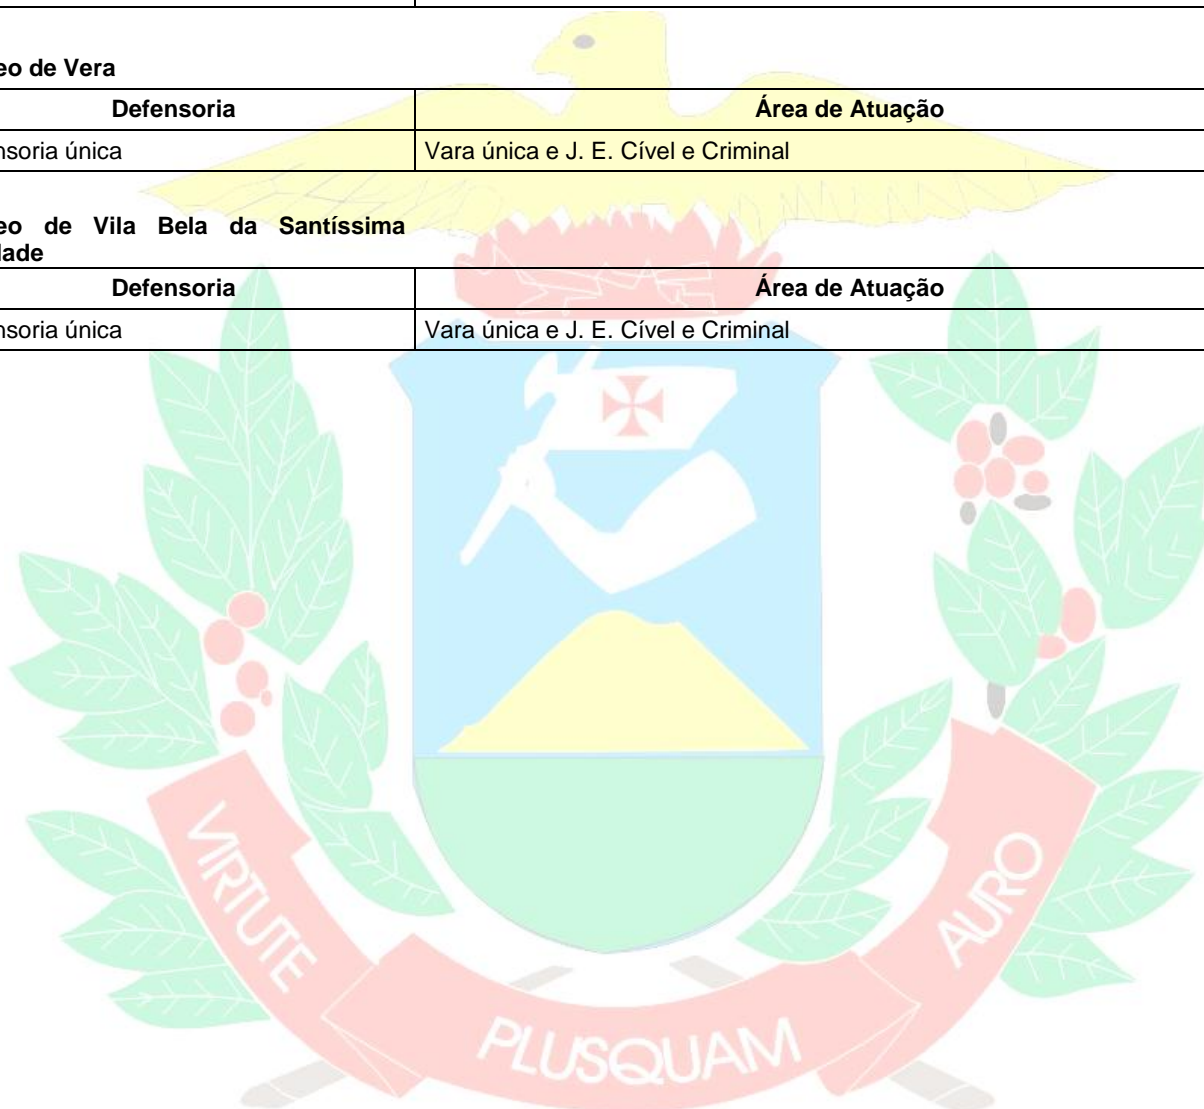 eo de Vera
Defensoria Área de Atuação
nsoria única Vara única e J. E. Cível e Criminal
eo de Vila Bela da Santíssima
dade
Defensoria Área de Atuação
nsoria única Vara única e J. E. Cível e Criminal
VIRTUTE PLUSQUAM AURO